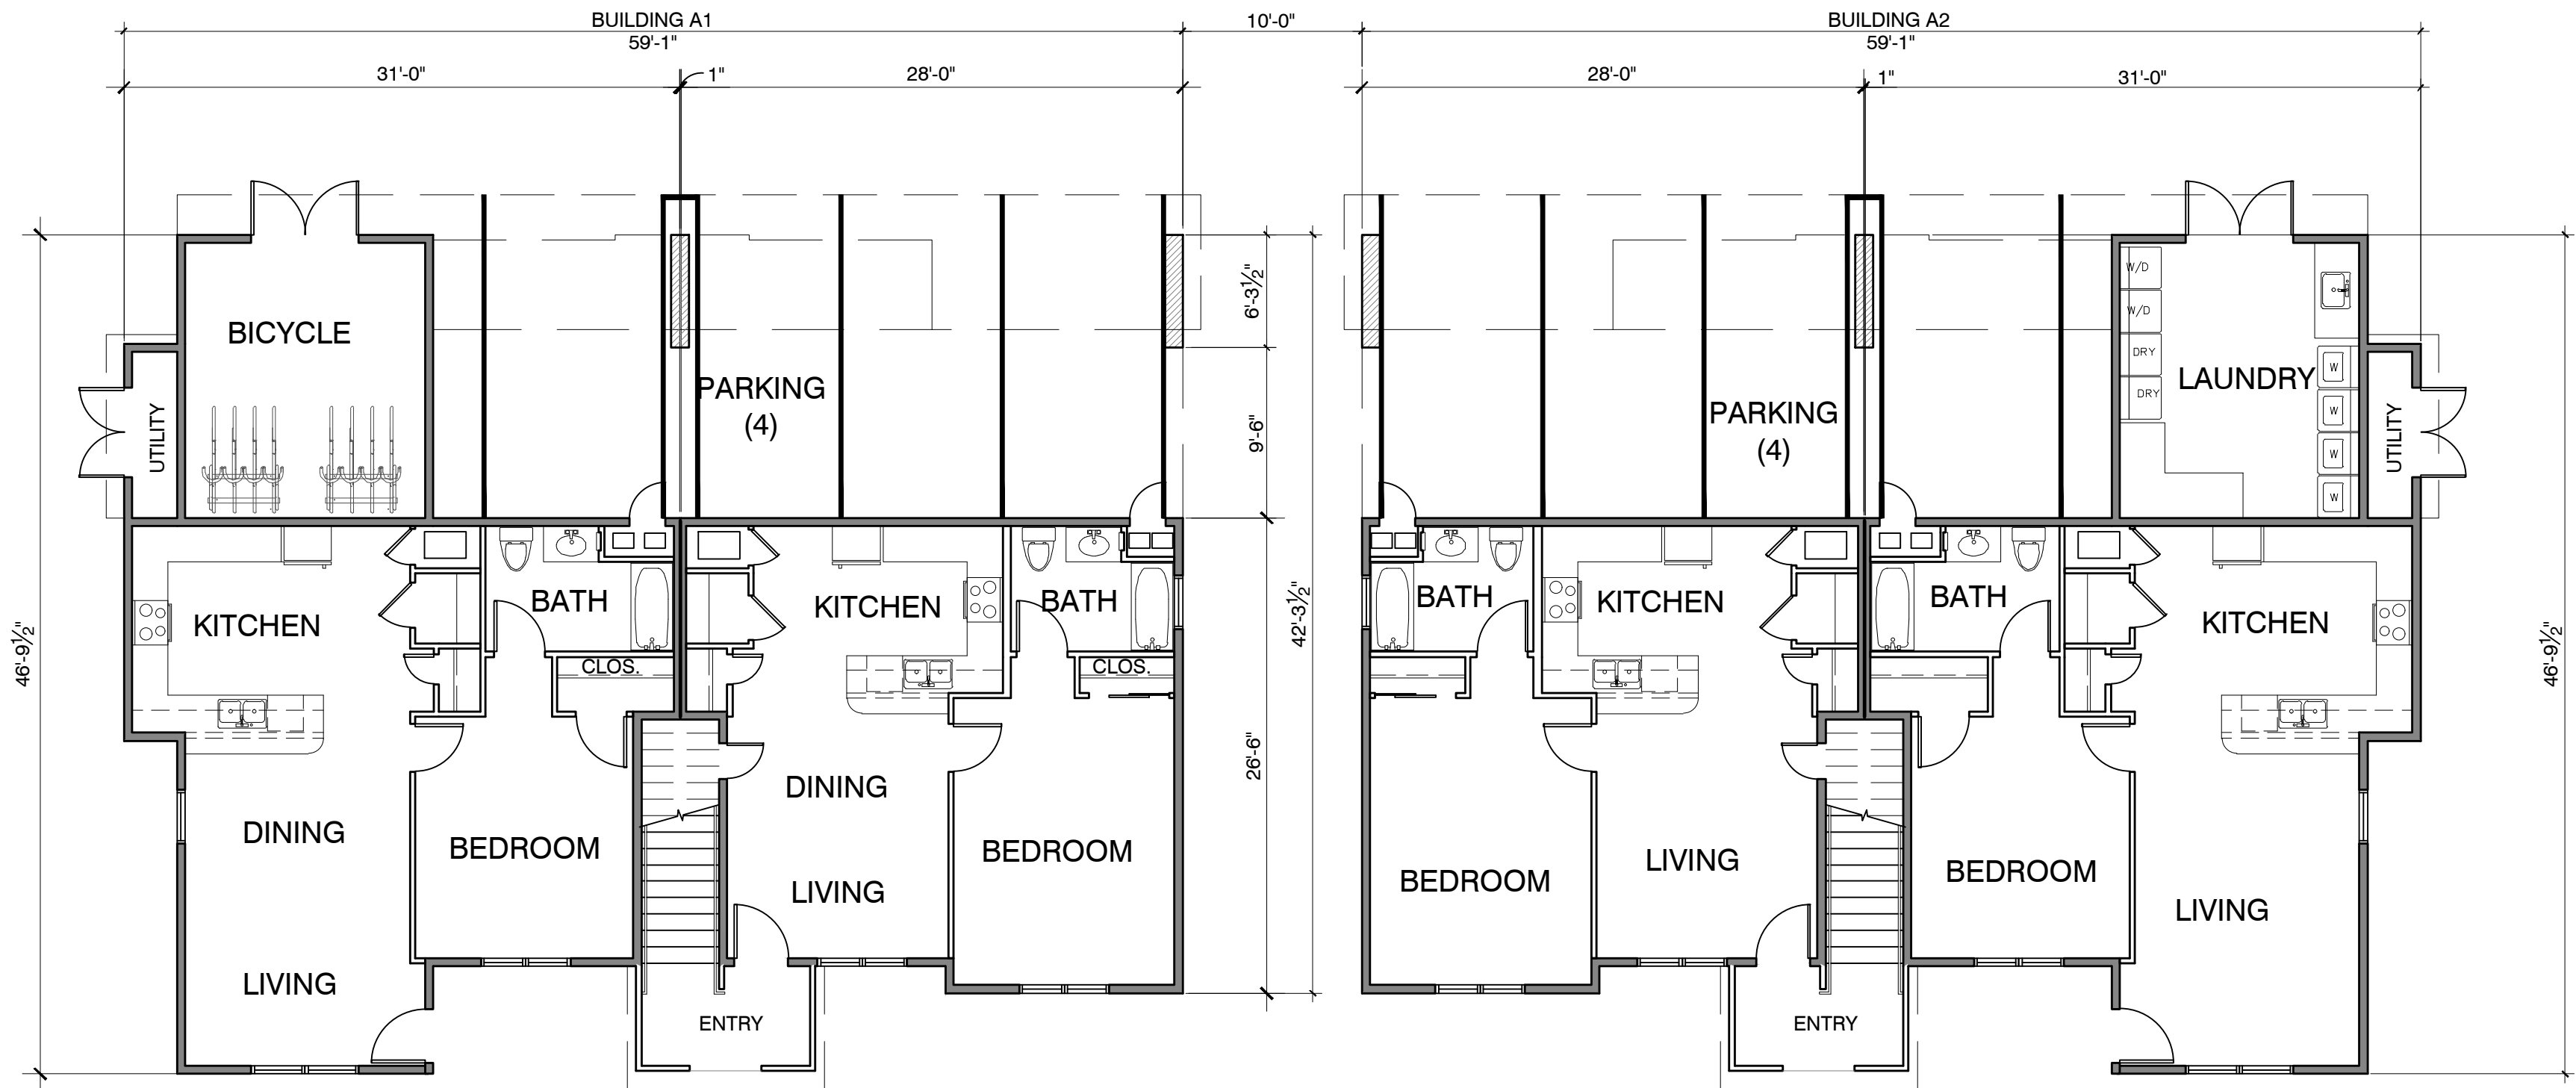 BUILDING A1
10'-0"
BUILDING A2
59'-1"
59'-1"
31'-0"
1"
28'-0"
28'-0"
1"
31'-0"
BICYCLE
UTILITY
PARKING
(4)
6'-3½"
9'-6"
PARKING
(4)
W/D
W/D
DRY
DRY
LAUNDRY
W
W
W
W
UTILITY
46'-9½"
KITCHEN
BATH
CLOS.
KITCHEN
BATH
CLOS.
42'-3½"
26'-6"
BATH
KITCHEN
BATH
KITCHEN
46'-9½"
DINING
BEDROOM
LIVING
DINING
LIVING
BEDROOM
ENTRY
BEDROOM
LIVING
BEDROOM
LIVING
ENTRY